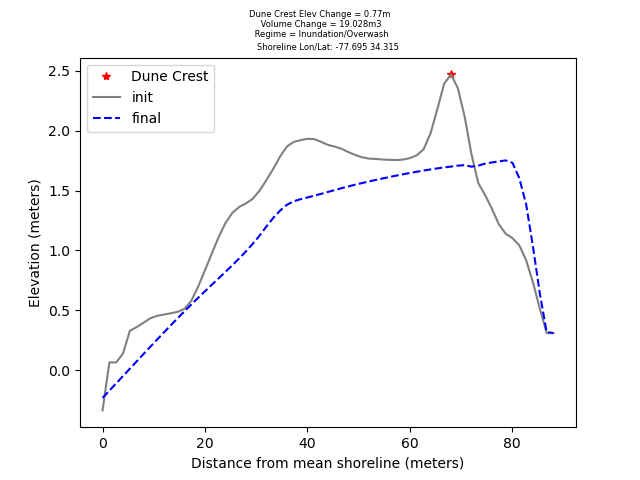 Dune Crest Elev Change = 0.77m
Volume Change = 19.028m3
Regime = Inundation/Overwash
Shoreline Lon/Lat: -77.695 34.315
Dune Crest
init
final
2.5
2.0
1.5
1.0
0.5
0.0
Elevation (meters)
0 20 40 60 80
Distance from mean shoreline (meters)